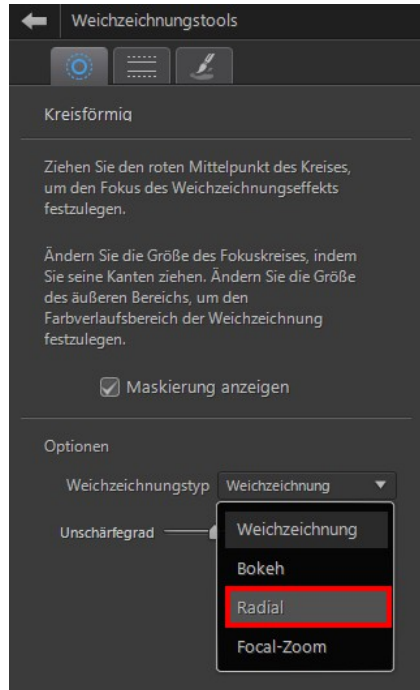 Weichzeichnungstools
Kreisförmig
Ziehen Sie den roten Mittelpunkt des Kreises,
um den Fokus des Weichzeichnungseffekts
festzulegen.
Ändern Sie die Größe des Fokuskreises, indem
Sie seine Kanten ziehen. Ändern Sie die Größe
des äußeren Bereichs, um den
Farbverlaufsbereich der Weichzeichnung
festzulegen.
Maskierung anzeigen
Optionen
Weichzeichnungstyp Weichzeichnung
Unschärfegrad
Weichzeichnung
Bokeh
Radial
Focal-Zoom